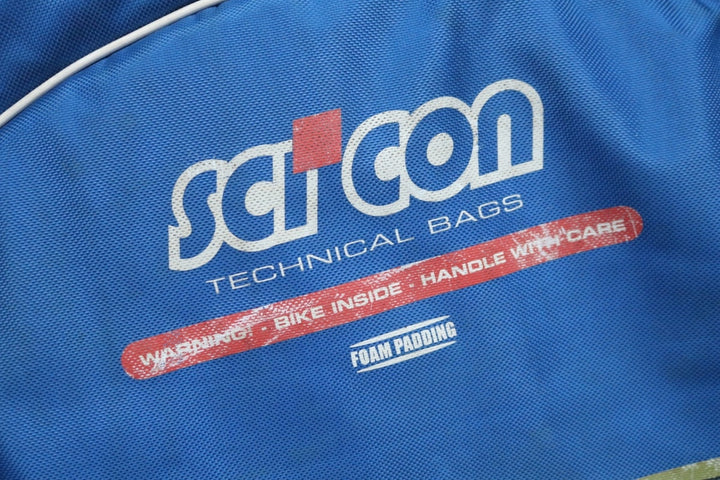 SCI'CON
TECHNICAL BAGS
WARNING! - BIKE INSIDE - HANDLE WITH CARE
FOAM PADDING